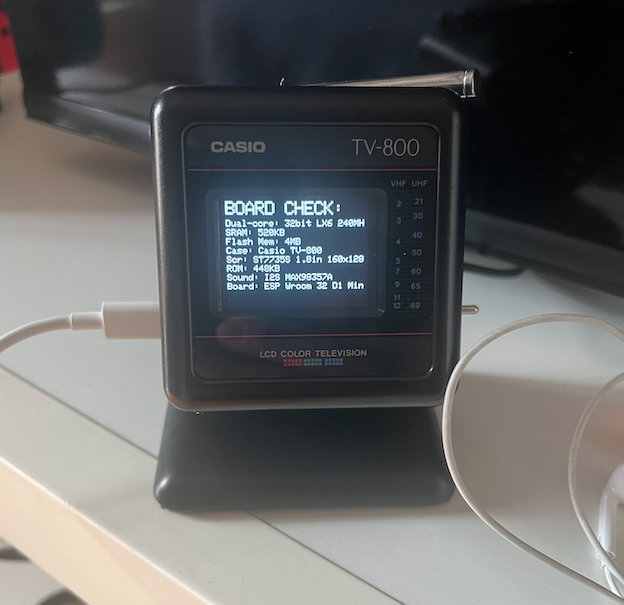 CASIO TV-800
VHF UHF
BOARD CHECK:
Dual-core: 32bit LX6 240MH
SRAM: 520KB
Flash Mem: 4MB
Case: Casio TV-800
Scr: ST7735S 1.8in 160x128
ROM: 448KB
Sound: I2S MAX98357A
Board: ESP Wroom 32 D1 Min
2 21
3 30
40
4
50
5
7 60
9 65
11
12 69
LCD COLOR TELEVISION